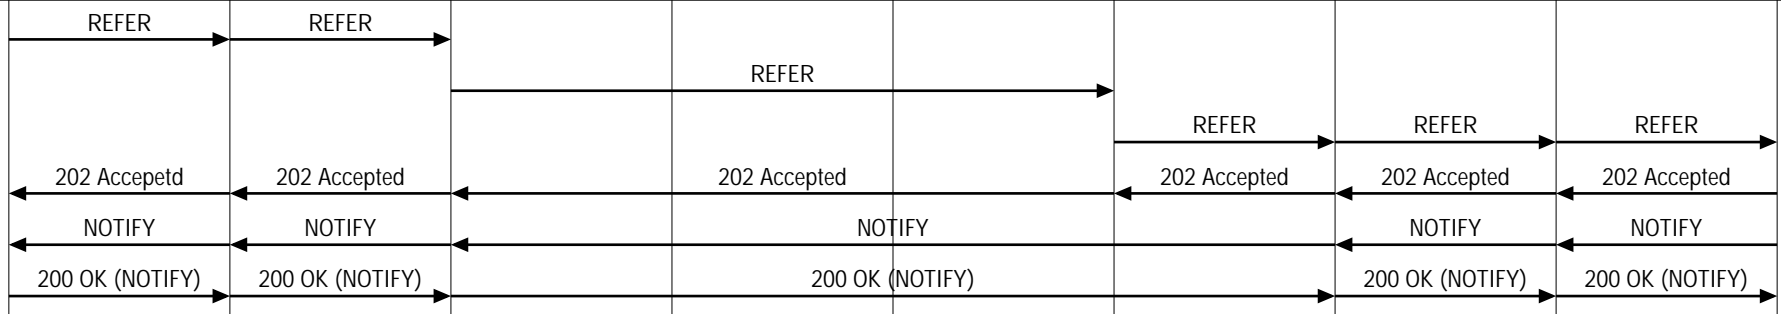 REFER REFER
REFER
REFER REFER REFER
202 Accepetd 202 Accepted 202 Accepted 202 Accepted 202 Accepted 202 Accepted
NOTIFY NOTIFY NOTIFY NOTIFY NOTIFY
200 OK (NOTIFY) 200 OK (NOTIFY) 200 OK (NOTIFY) 200 OK (NOTIFY) 200 OK (NOTIFY)